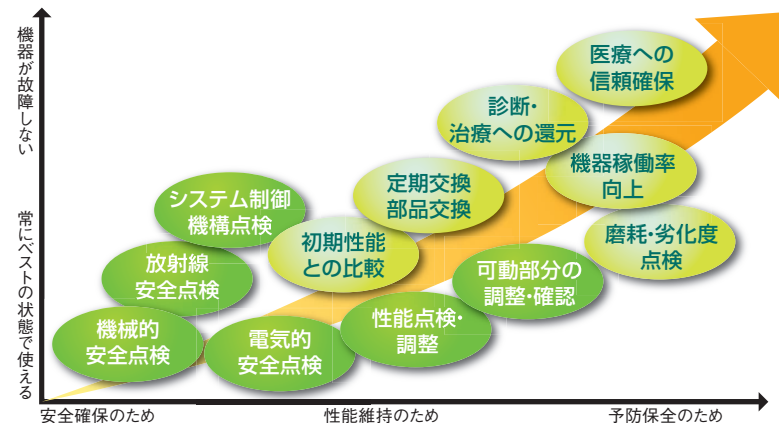 機器が故障しない
常にベストの状態で使える
医療への
信頼確保
診断・
治療への還元
機器稼働率
向上
定期交換
部品交換
システム制御
機構点検
初期性能
との比較
磨耗・劣化度
点検
放射線
安全点検
可動部分の
調整・確認
機械的
安全点検
電気的
安全点検
性能点検・
調整
安全確保のため
性能維持のため
予防保全のため